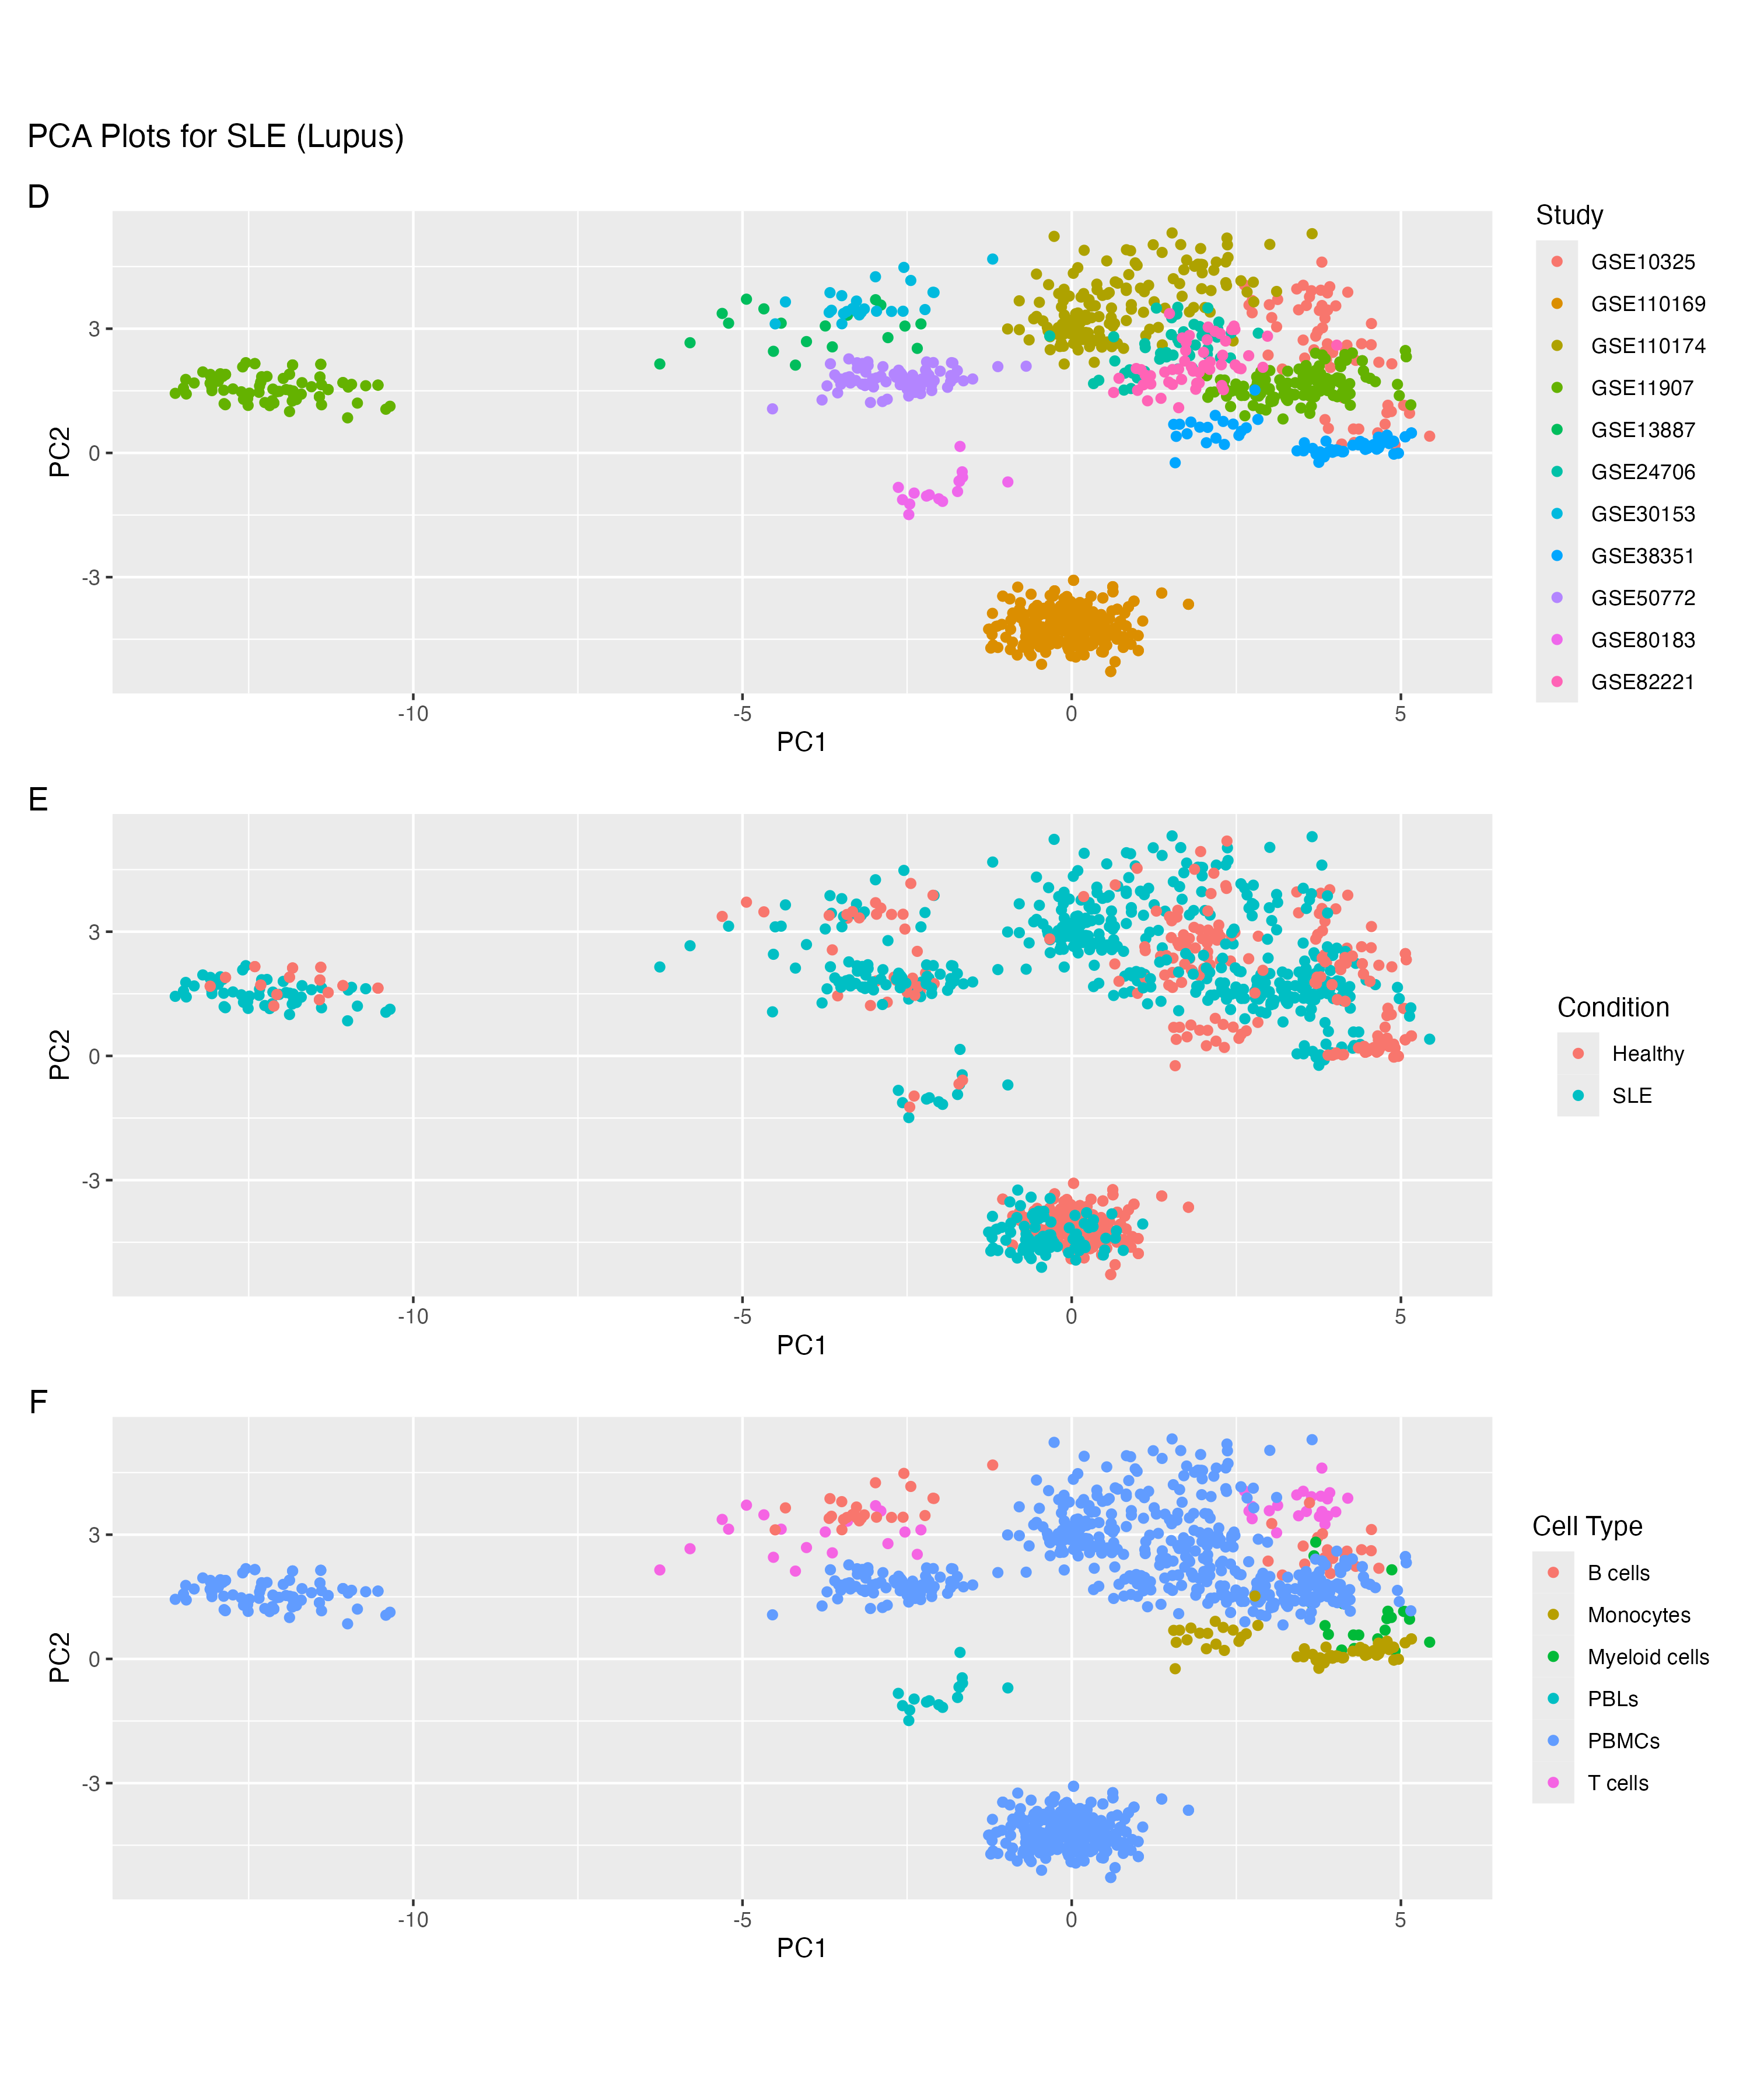 PCA Plots for SLE (Lupus)
D
PC2
3
0
-3
-10
-5
0
5
PC1
Study
GSE10325
GSE110169
GSE110174
GSE11907
GSE13887
GSE24706
GSE30153
GSE38351
GSE50772
GSE80183
GSE82221
E
PC2
3
0
-3
-10
-5
0
5
PC1
Condition
Healthy
SLE
F
PC2
3
0
-3
-10
-5
0
5
PC1
Cell Type
B cells
Monocytes
Myeloid cells
PBLs
PBMCs
T cells